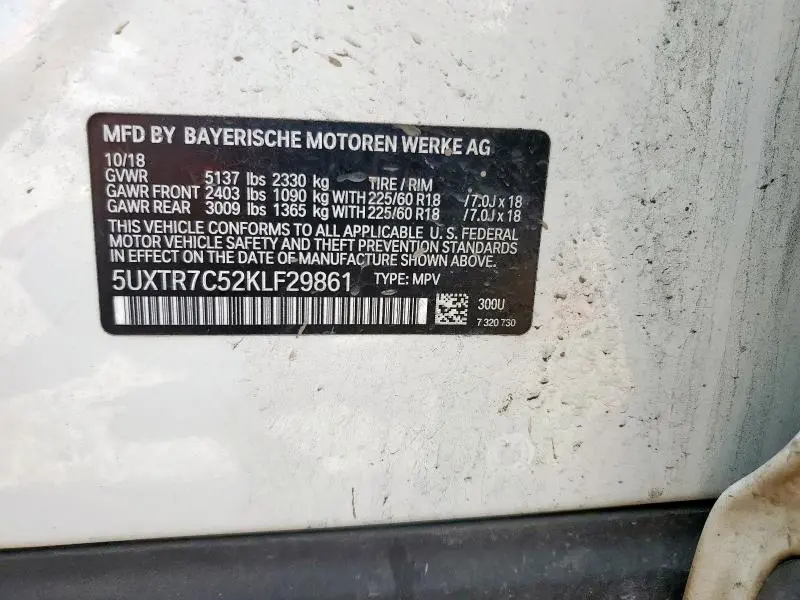 MFD BY BAYERISCHE MOTOREN WERKE AG
10/18
GVWR 5137 lbs 2330 kg TIRE / RIM
GAWR FRONT 2403 lbs 1090 kg WITH 225/60 R18 /7.0J x 18
GAWR REAR 3009 lbs 1365 kg WITH 225/60 R18 /7.0J x 18
THIS VEHICLE CONFORMS TO ALL APPLICABLE U. S. FEDERAL
MOTOR VEHICLE SAFETY AND THEFT PREVENTION STANDARDS
IN EFFECT ON THE DATE OF MANUFACTURE SHOWN ABOVE.
5UXTR7C52KLF29861 TYPE: MPV
300U
7 320 730